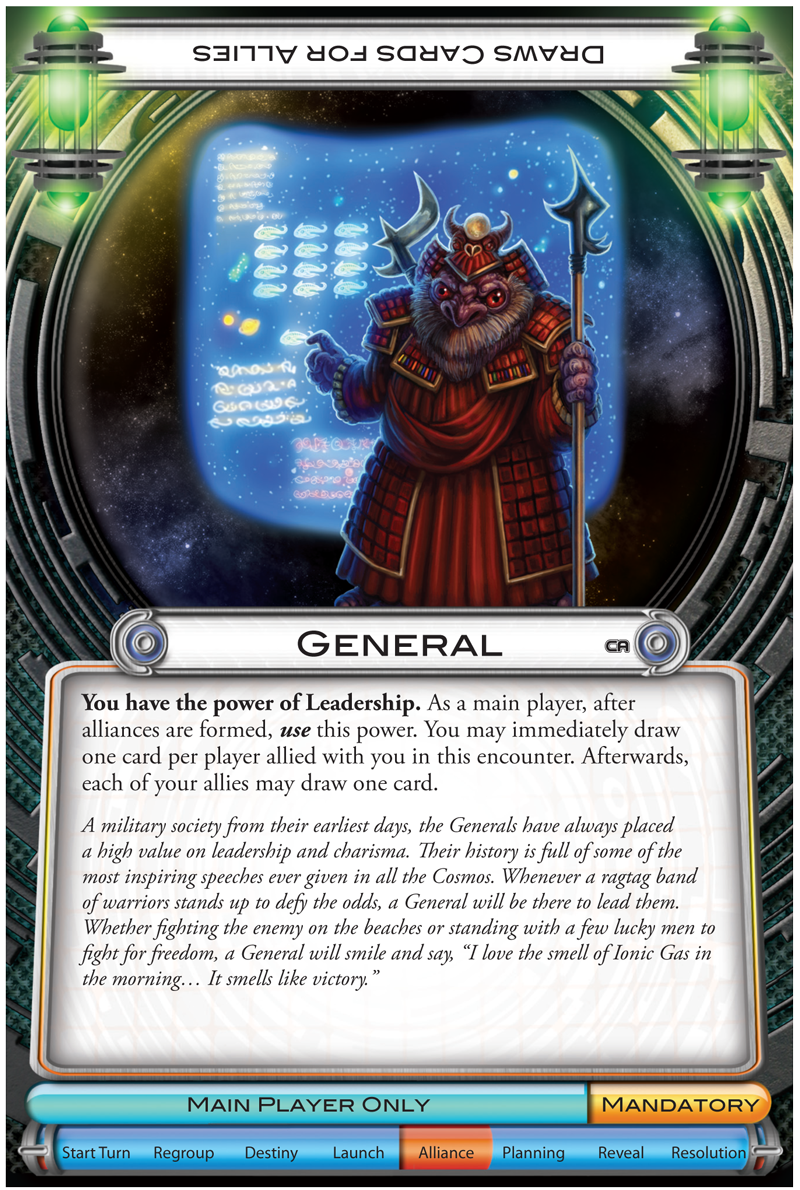 DRAWS CARDS FOR ALLIES
GENERAL
CA
You have the power of Leadership. As a main player, after
alliances are formed, use this power. You may immediately draw
one card per player allied with you in this encounter. Afterwards,
each of your allies may draw one card.
A military society from their earliest days, the Generals have always placed
a high value on leadership and charisma. Their history is full of some of the
most inspiring speeches ever given in all the Cosmos. Whenever a ragtag band
of warriors stands up to defy the odds, a General will be there to lead them.
Whether fighting the enemy on the beaches or standing with a few lucky men to
fight for freedom, a General will smile and say, “I love the smell of Ionic Gas in
the morning… It smells like victory.”
MAIN PLAYER ONLY MANDATORY
Start Turn Regroup Destiny Launch Alliance Planning Reveal Resolution